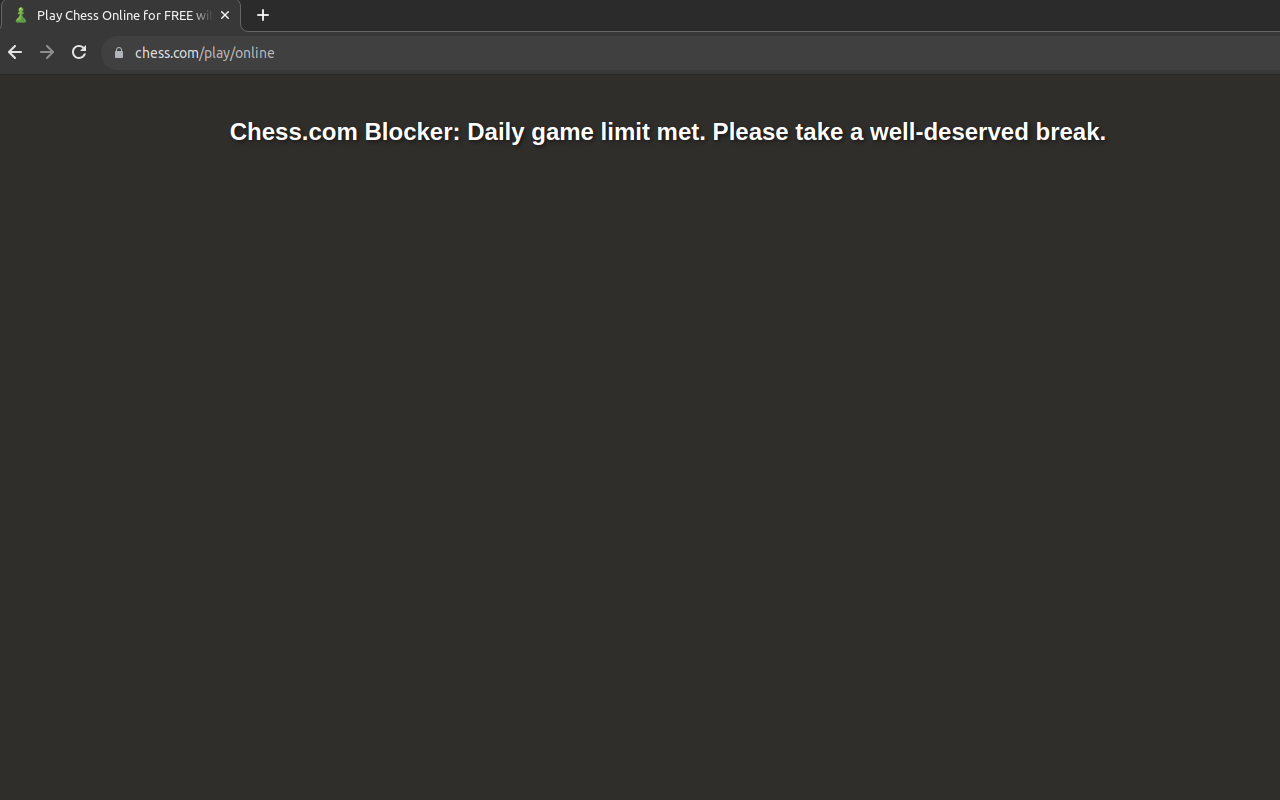 Play Chess Online for FREE wi
chess.com/play/online
Chess.com Blocker: Daily game limit met. Please take a well-deserved break.